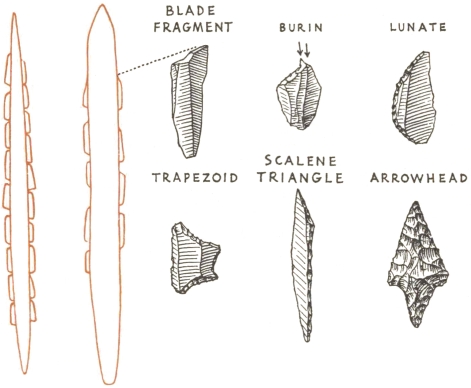 BLADE
FRAGMENT
BURIN
LUNATE
TRAPEZOID
SCALENE
TRIANGLE
ARROWHEAD